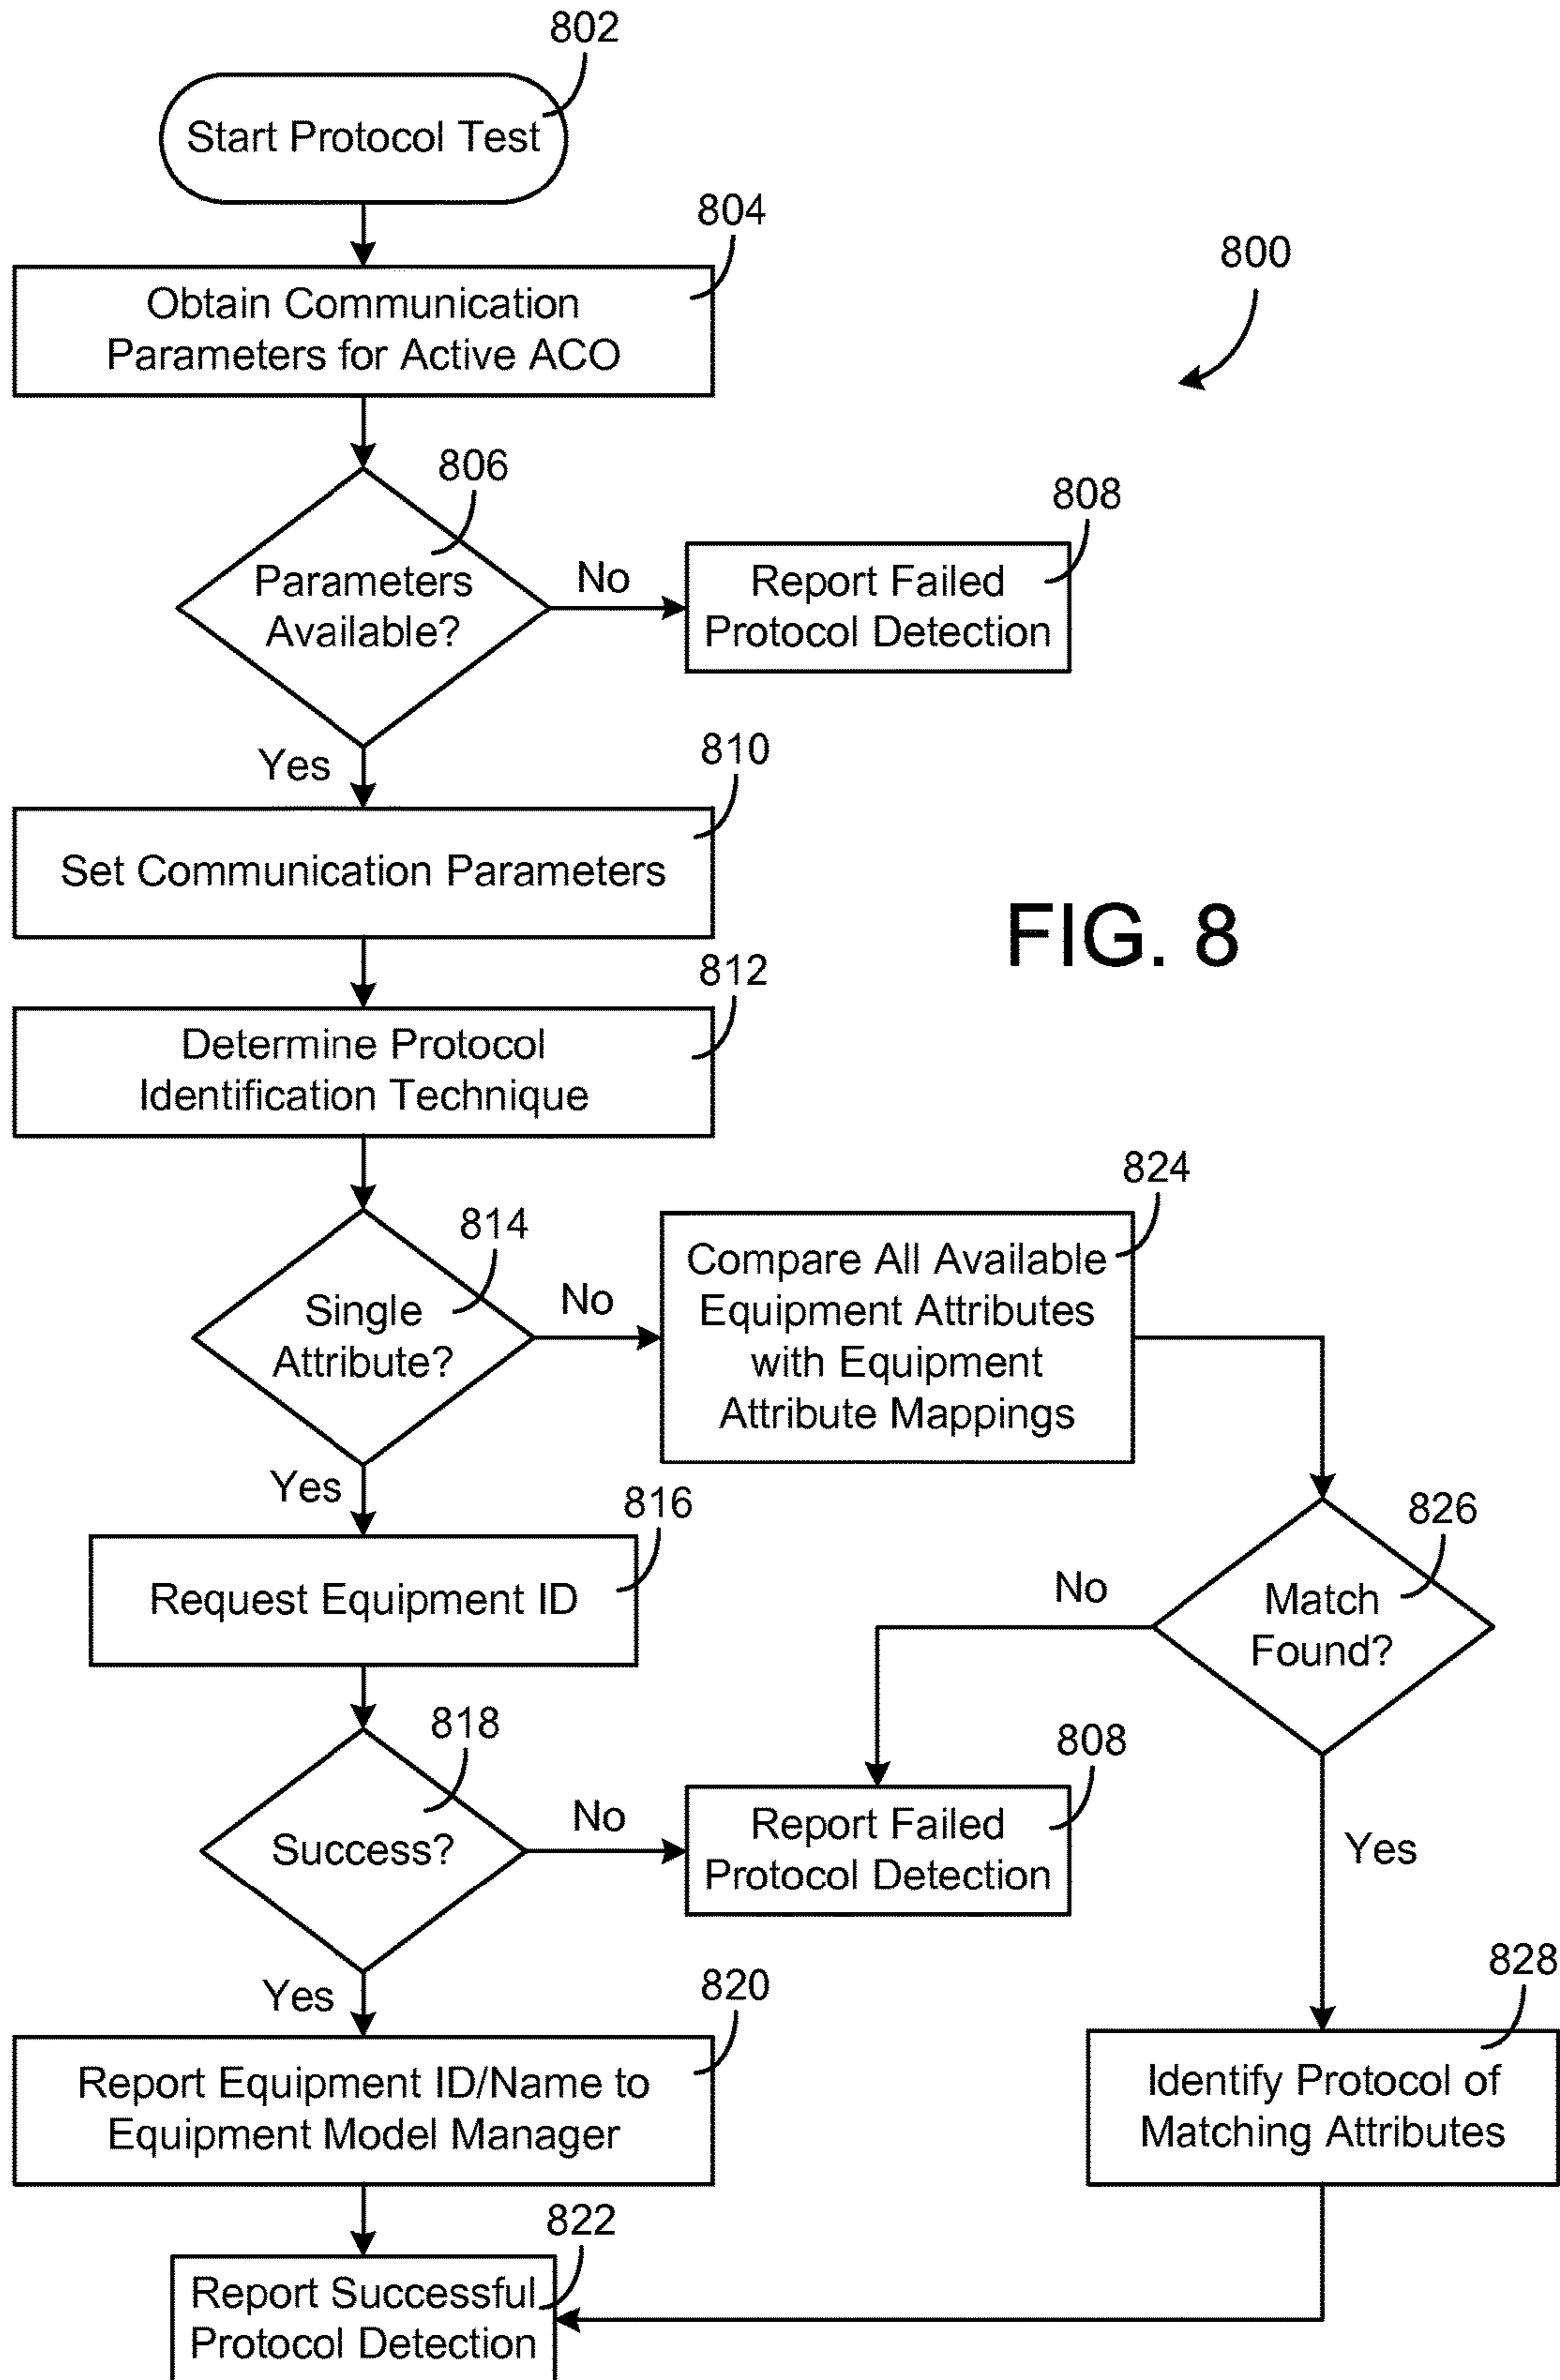 802
Start Protocol Test
804
Obtain Communication
Parameters for Active ACO
800
806
Parameters
Available?
No
808
Report Failed
Protocol Detection
Yes
810
Set Communication Parameters
FIG. 8
812
Determine Protocol
Identification Technique
814
Single
Attribute?
No
824
Compare All Available
Equipment Attributes
with Equipment
Attribute Mappings
Yes
816
Request Equipment ID
826
Match
Found?
No
818
Success?
No
808
Report Failed
Protocol Detection
Yes
Yes
820
Report Equipment ID/Name to
Equipment Model Manager
828
Identify Protocol of
Matching Attributes
822
Report Successful
Protocol Detection